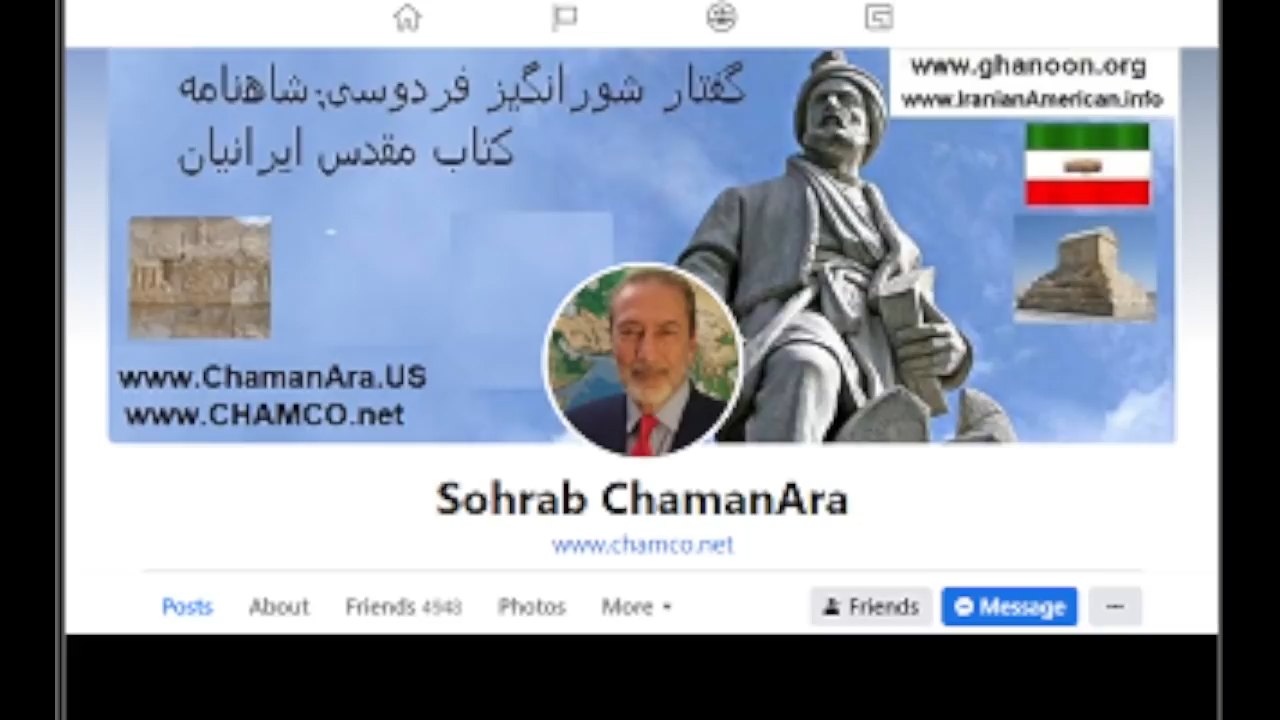 گفتار شورانگیز فردوسی: شاهنامه
کتاب مقدس ایرانیان
www.ghanoon.org
www.IranianAmerican.info
www.ChamanAra.US
www.CHAMCO.net
Sohrab ChamanAra
www.chamco.net
Posts About Friends 4943 Photos More Friends Message